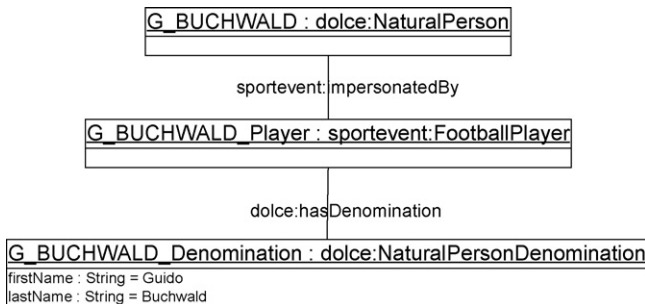 G_BUCHWALD : dolce:NaturalPerson
sportevent:impersonatedBy
G_BUCHWALD_Player : sportevent:FootballPlayer
dolce:hasDenomination
G_BUCHWALD_Denomination : dolce:NaturalPersonDenomination
firstName : String = Guido
lastName : String = Buchwald